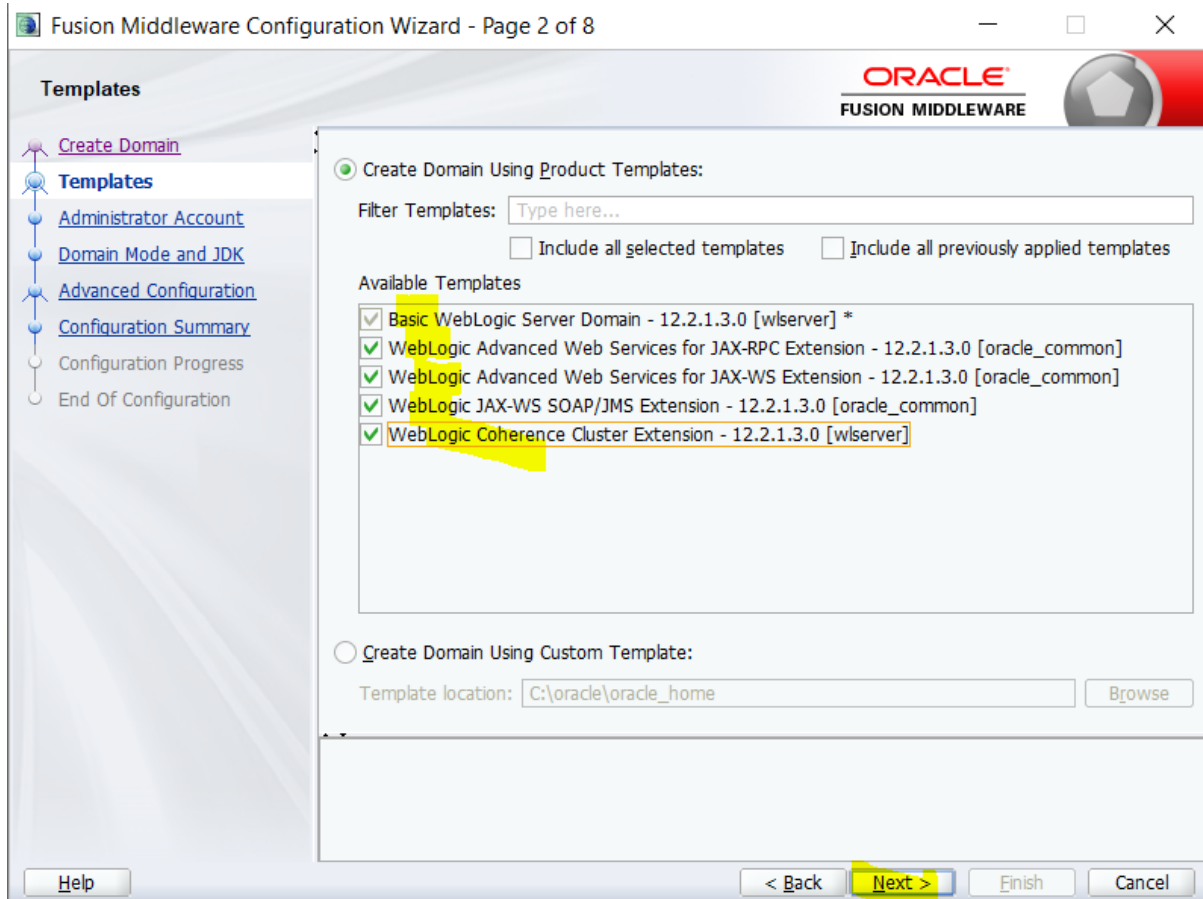 Fusion Middleware Configuration Wizard - Page 2 of 8
Templates
ORACLE
FUSION MIDDLEWARE
Create Domain
Templates
Administrator Account
Domain Mode and JDK
Advanced Configuration
Configuration Summary
Configuration Progress
End Of Configuration
Create Domain Using Product Templates:
Filter Templates: Type here...
Include all selected templates Include all previously applied templates
Available Templates
Basic WebLogic Server Domain - 12.2.1.3.0 [wlserver] *
WebLogic Advanced Web Services for JAX-RPC Extension - 12.2.1.3.0 [oracle_common]
WebLogic Advanced Web Services for JAX-WS Extension - 12.2.1.3.0 [oracle_common]
WebLogic JAX-WS SOAP/JMS Extension - 12.2.1.3.0 [oracle_common]
WebLogic Coherence Cluster Extension - 12.2.1.3.0 [wlserver]
Create Domain Using Custom Template:
Template location: C:\oracle\oracle_home Browse
Help < Back Next > Finish Cancel